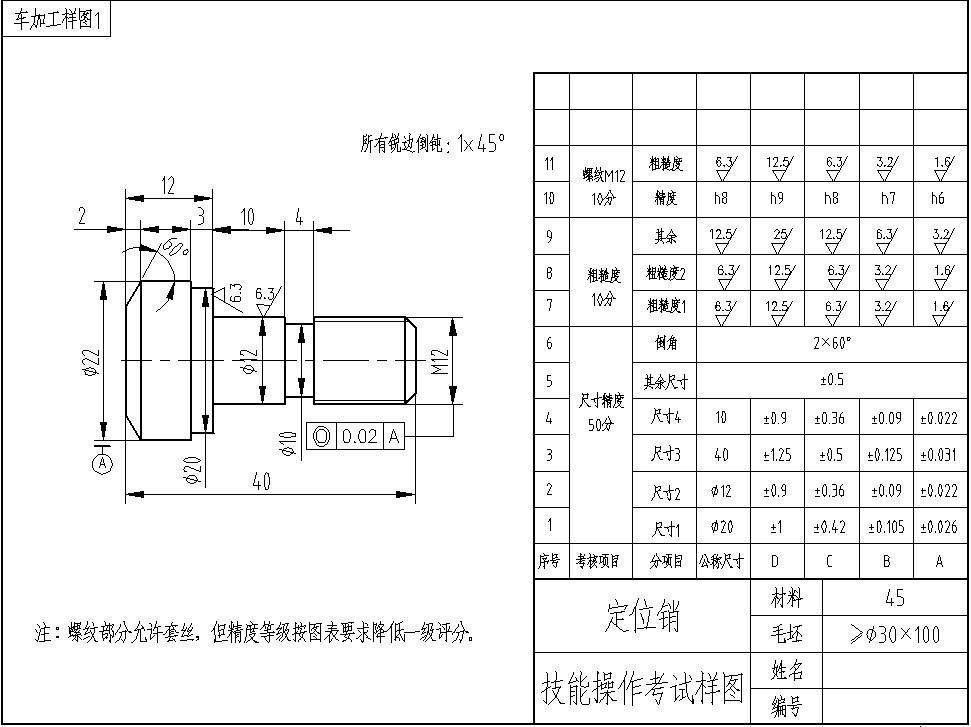 车加工样图1
所有锐边倒钝：1×45°
12
2
3
10
4
60°
6.3
6.3
φ22
φ20
φ12
φ10
M12
◎ 0.02 A
A
40
注：螺纹部分允许套丝，但精度等级按图表要求降低一级评分。
11 螺纹M12 10分 粗糙度 6.3 12.5 6.3 3.2 1.6
10 精度 h8 h9 h8 h7 h6
9 粗糙度 10分 其余 12.5 25 12.5 6.3 3.2
8 粗糙度2 6.3 12.5 6.3 3.2 1.6
7 粗糙度1 6.3 12.5 6.3 3.2 1.6
6 尺寸精度 50分 倒角 2×60°
5 其余尺寸 ±0.5
4 尺寸4 10 ±0.9 ±0.36 ±0.09 ±0.022
3 尺寸3 40 ±1.25 ±0.5 ±0.125 ±0.031
2 尺寸2 φ12 ±0.9 ±0.36 ±0.09 ±0.022
1 尺寸1 φ20 ±1 ±0.42 ±0.105 ±0.026
序号 考核项目 分项目 公称尺寸 D C B A
定位销
材料 45
毛坯 ≥φ30×100
技能操作考试样图
姓名
编号